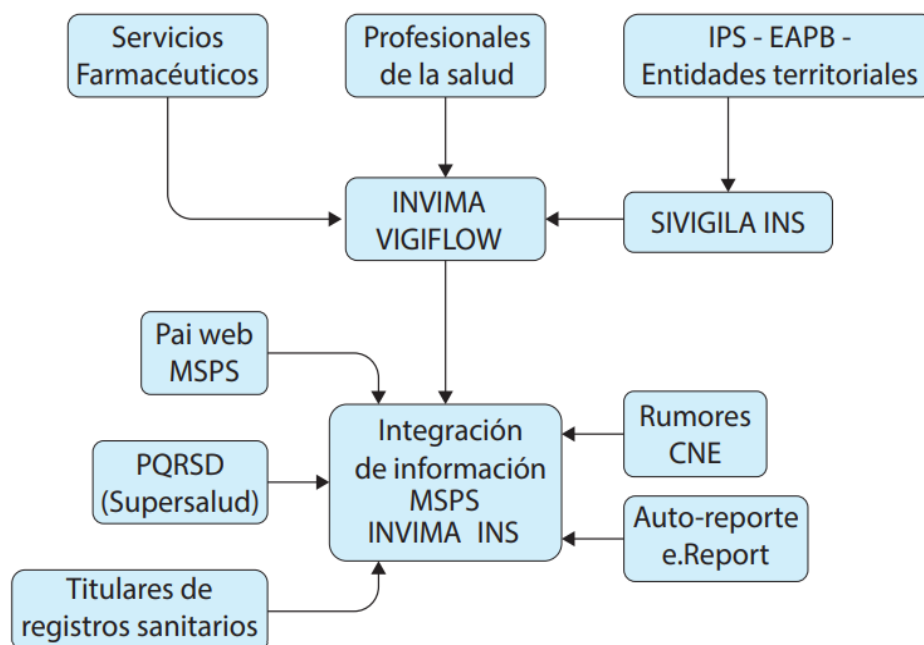 Servicios
Farmacéuticos
Profesionales
de la salud
IPS - EAPB -
Entidades territoriales
INVIMA
VIGIFLOW
SIVIGILA INS
Pai web
MSPS
PQRSD
(Supersalud)
Titulares de
registros sanitarios
Integración
de información
MSPS
INVIMA INS
Rumores
CNE
Auto-reporte
e.Report